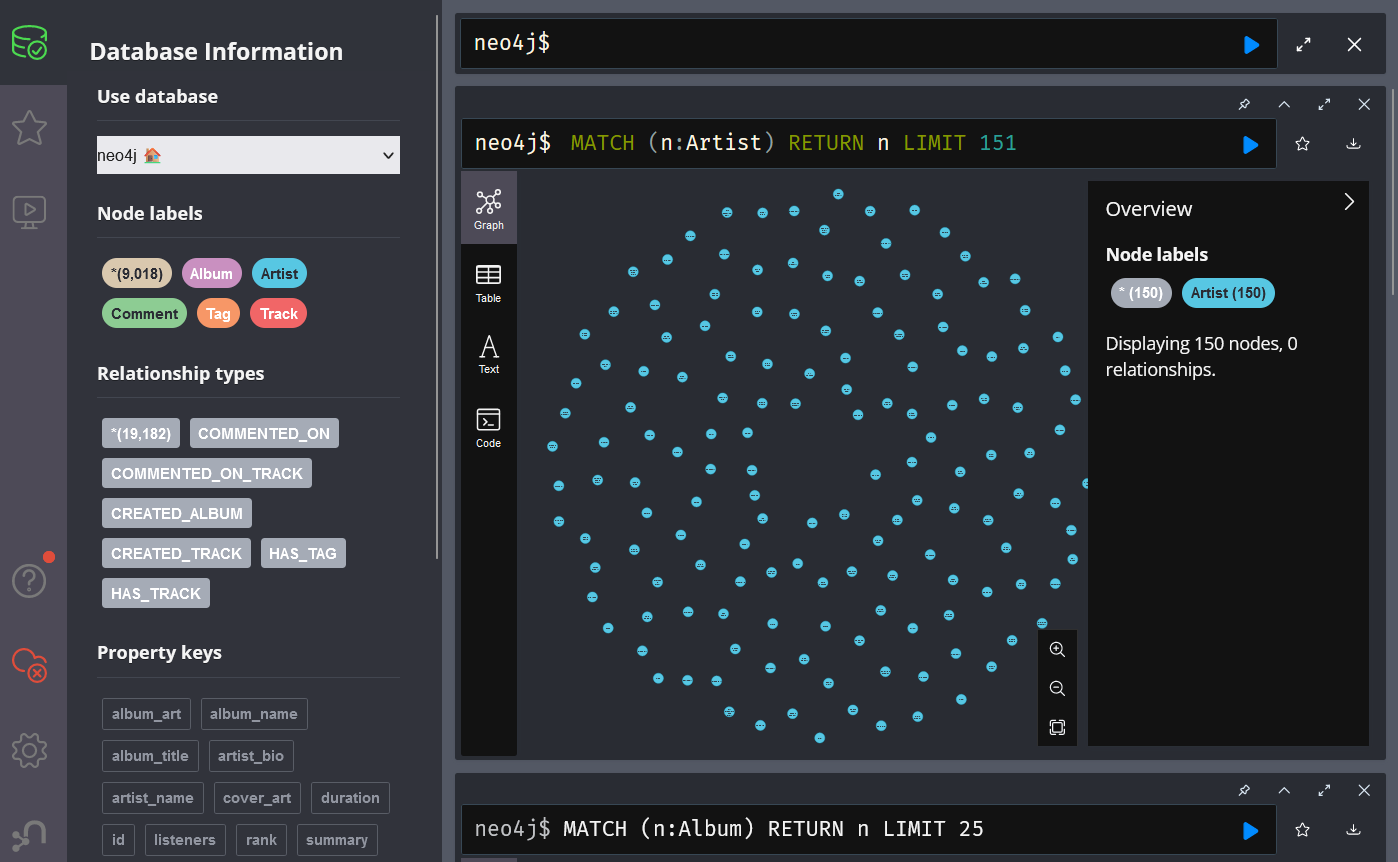 Database Information
Use database
neo4j 🏠
Node labels
*(9,018) Album Artist
Comment Tag Track
Relationship types
*(19,182) COMMENTED_ON
COMMENTED_ON_TRACK
CREATED_ALBUM
CREATED_TRACK HAS_TAG
HAS_TRACK
Property keys
album_art album_name
album_title artist_bio
artist_name cover_art duration
id listeners rank summary
neo4j$
neo4j$ MATCH (n:Artist) RETURN n LIMIT 151
Graph
Table
Text
Code
Overview
Node labels
* (150) Artist (150)
Displaying 150 nodes, 0
relationships.
neo4j$ MATCH (n:Album) RETURN n LIMIT 25